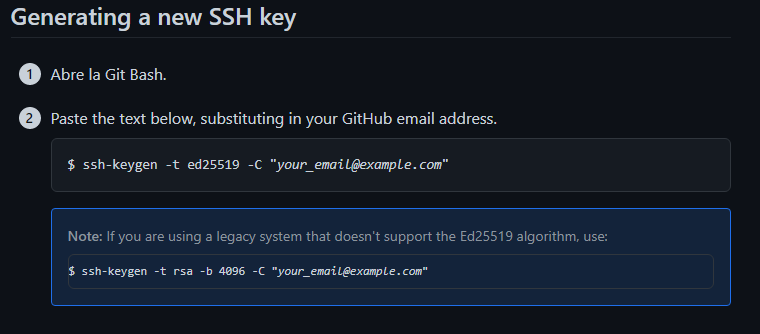 Generating a new SSH key
1 Abre la Git Bash.
2 Paste the text below, substituting in your GitHub email address.
$ ssh-keygen -t ed25519 -C "your_email@example.com"
Note: If you are using a legacy system that doesn't support the Ed25519 algorithm, use:
$ ssh-keygen -t rsa -b 4096 -C "your_email@example.com"